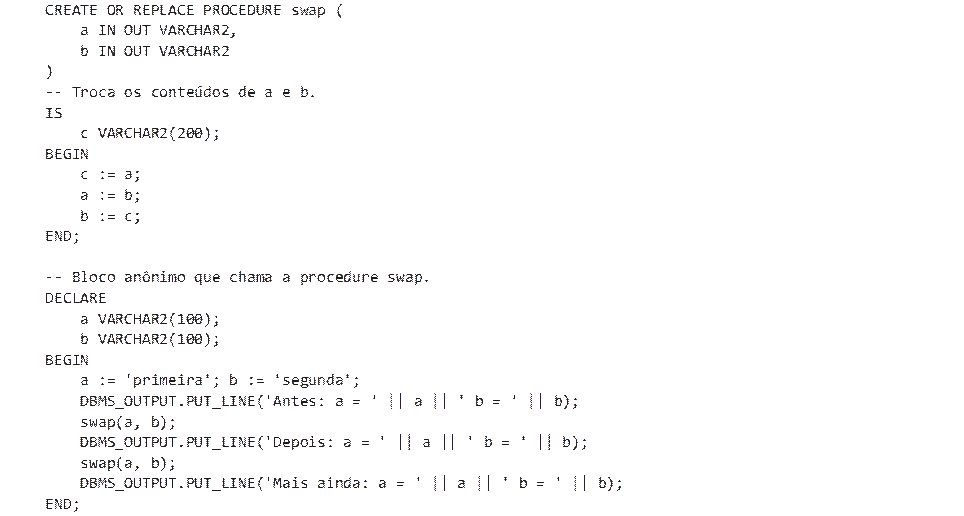 CREATE OR REPLACE PROCEDURE swap (
    a IN OUT VARCHAR2,
    b IN OUT VARCHAR2
)
-- Troca os conteúdos de a e b.
IS
    c VARCHAR2(200);
BEGIN
    c := a;
    a := b;
    b := c;
END;

-- Bloco anônimo que chama a procedure swap.
DECLARE
    a VARCHAR2(100);
    b VARCHAR2(100);
BEGIN
    a := 'primeira'; b := 'segunda';
    DBMS_OUTPUT.PUT_LINE('Antes: a = ' || a || ' b = ' || b);
    swap(a, b);
    DBMS_OUTPUT.PUT_LINE('Depois: a = ' || a || ' b = ' || b);
    swap(a, b);
    DBMS_OUTPUT.PUT_LINE('Mais ainda: a = ' || a || ' b = ' || b);
END;